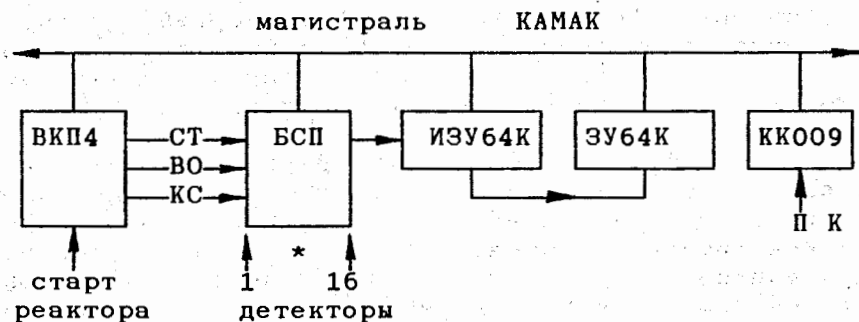 магистраль КАМАК
ВКП4 СТ БСП ИЗУ64К ЗУ64К КК009
ВО
КС
П К
*
старт 1 16
реактора детекторы